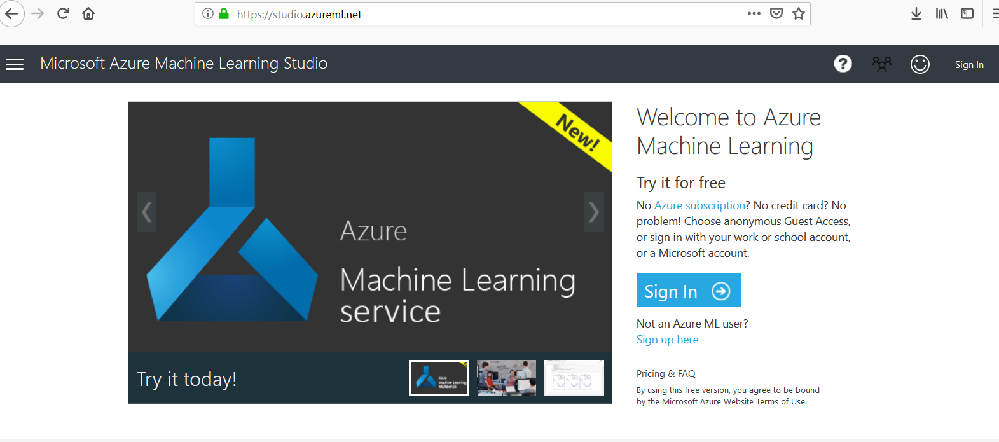 https://studio.azureml.net
Microsoft Azure Machine Learning Studio
Sign In
New!
Azure
Machine Learning
service
Try it today!
Azure
Machine Learning
Workbench
Welcome to Azure
Machine Learning
Try it for free
No Azure subscription? No credit card? No
problem! Choose anonymous Guest Access,
or sign in with your work or school account,
or a Microsoft account.
Sign In
Not an Azure ML user?
Sign up here
Pricing & FAQ
By using this free version, you agree to be bound
by the Microsoft Azure Website Terms of Use.